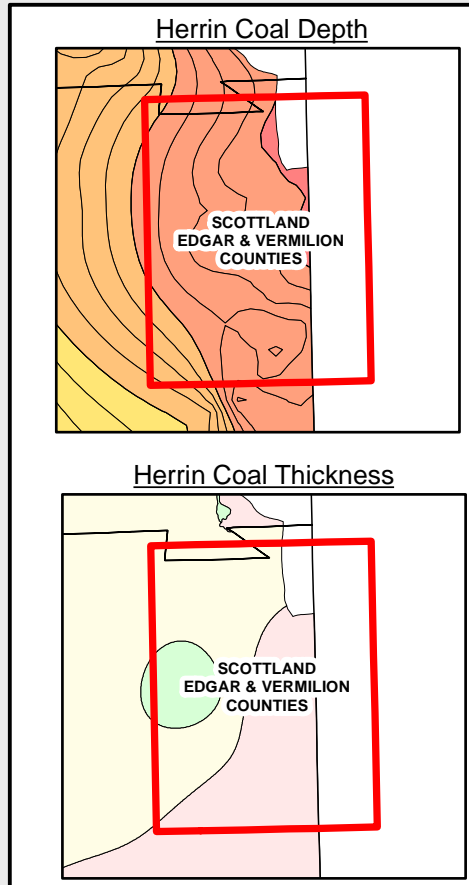 Herrin Coal Depth
SCOTTLAND
EDGAR & VERMILION
COUNTIES
Herrin Coal Thickness
SCOTTLAND
EDGAR & VERMILION
COUNTIES